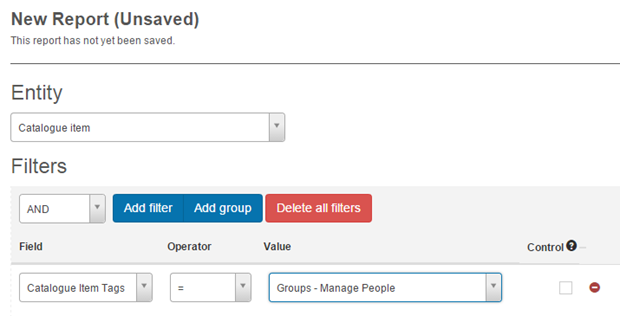 New Report (Unsaved)
This report has not yet been saved.
Entity
Catalogue item
Filters
AND Add filter Add group Delete all filters
Field Operator Value Control ?
Catalogue Item Tags = Groups - Manage People